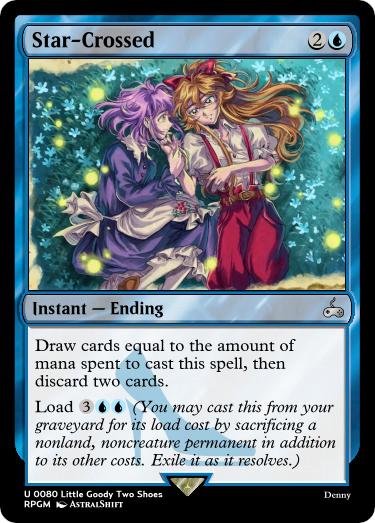 Star-Crossed 2
Instant — Ending
Draw cards equal to the amount of
mana spent to cast this spell, then
discard two cards.
Load 3 (You may cast this from your
graveyard for its load cost by sacrificing a
nonland, noncreature permanent in addition
to its other costs. Exile it as it resolves.)
U 0080 Little Goody Two Shoes
RPGM AstralShift
Denny